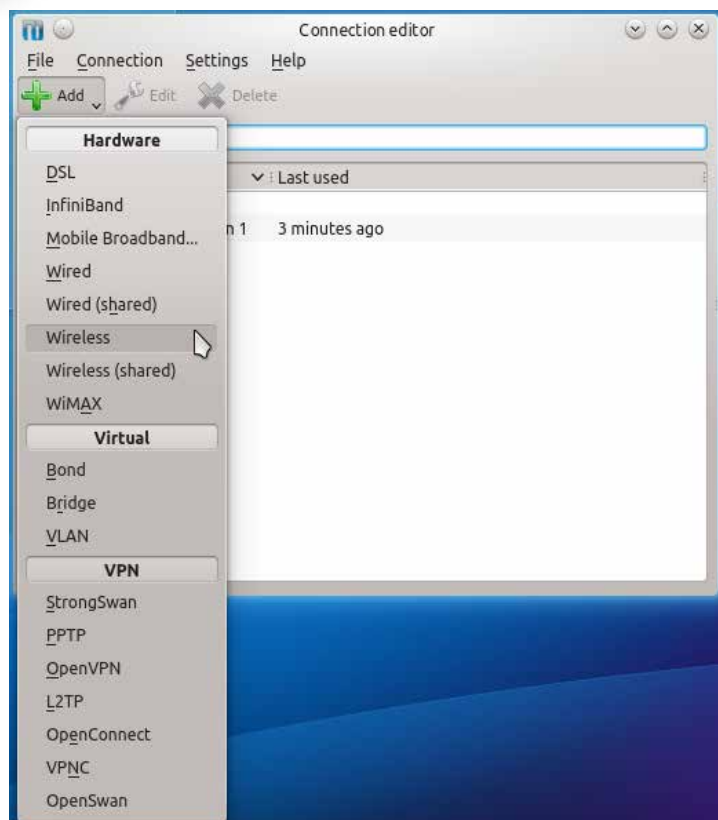 Connection editor
File Connection Settings Help
Add Edit Delete
Hardware
DSL
Last used
InfiniBand
Mobile Broadband...
n 1 3 minutes ago
Wired
Wired (shared)
Wireless
Wireless (shared)
WiMAX
Virtual
Bond
Bridge
VLAN
VPN
StrongSwan
PPTP
OpenVPN
L2TP
OpenConnect
VPNC
OpenSwan